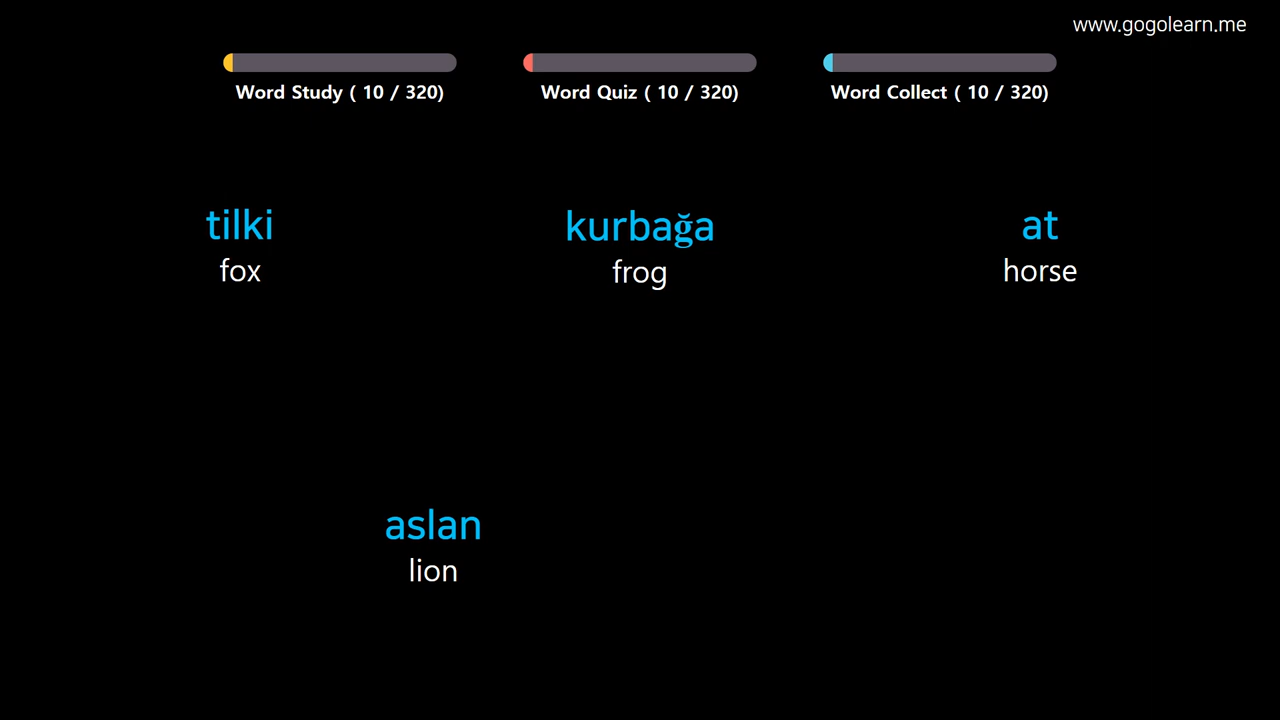 www.gogolearn.me
Word Study ( 10 / 320)
Word Quiz ( 10 / 320)
Word Collect ( 10 / 320)
tilki
fox
kurbağa
frog
at
horse
aslan
lion